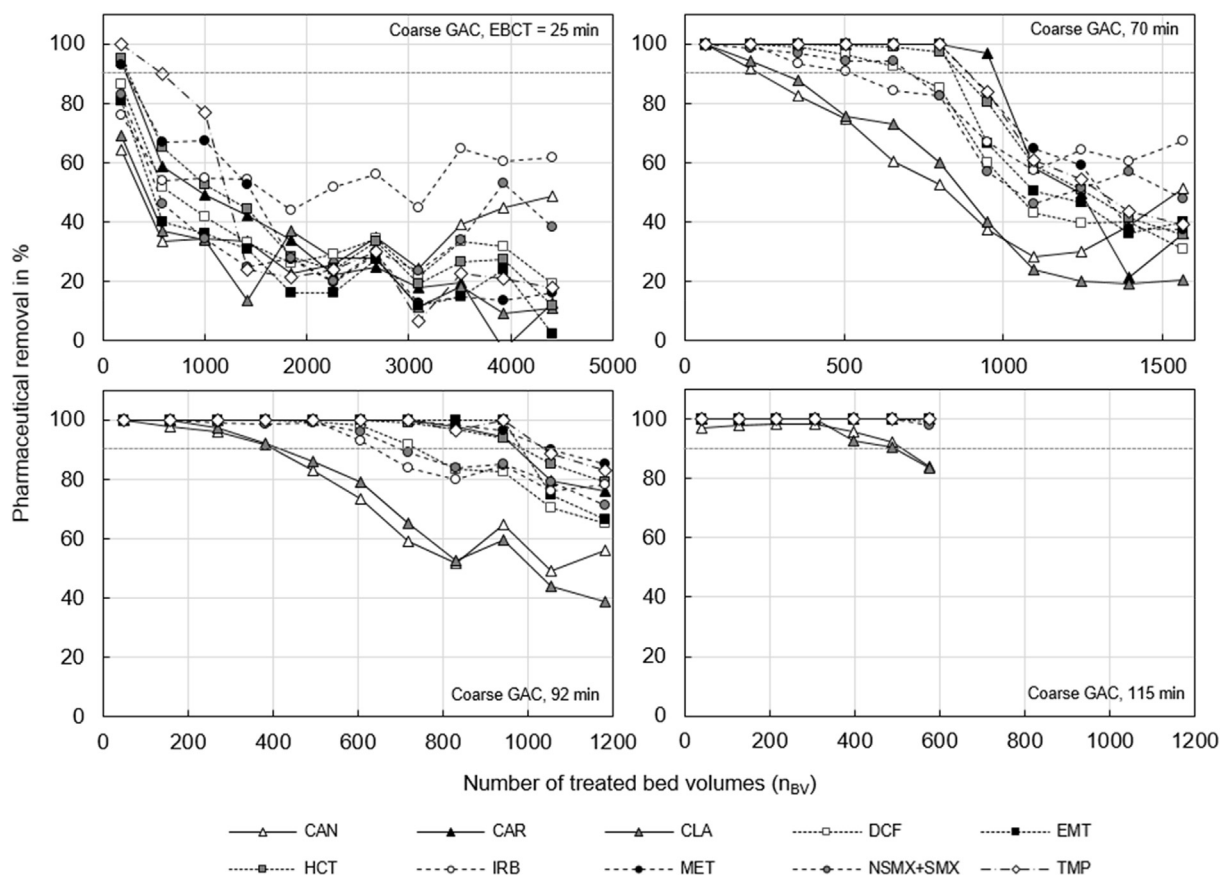 Coarse GAC, EBCT = 25 min
Coarse GAC, 70 min
100
80
60
40
20
0
0 1000 2000 3000 4000 5000
100
80
60
40
20
0
0 500 1000 1500
Pharmaceutical removal in %
100
80
60
40
20
0
0 200 400 600 800 1000 1200
Coarse GAC, 92 min
100
80
60
40
20
0
0 200 400 600 800 1000 1200
Coarse GAC, 115 min
Number of treated bed volumes (nBV)
CAN CAR CLA DCF EMT
HCT IRB MET NSMX+SMX TMP